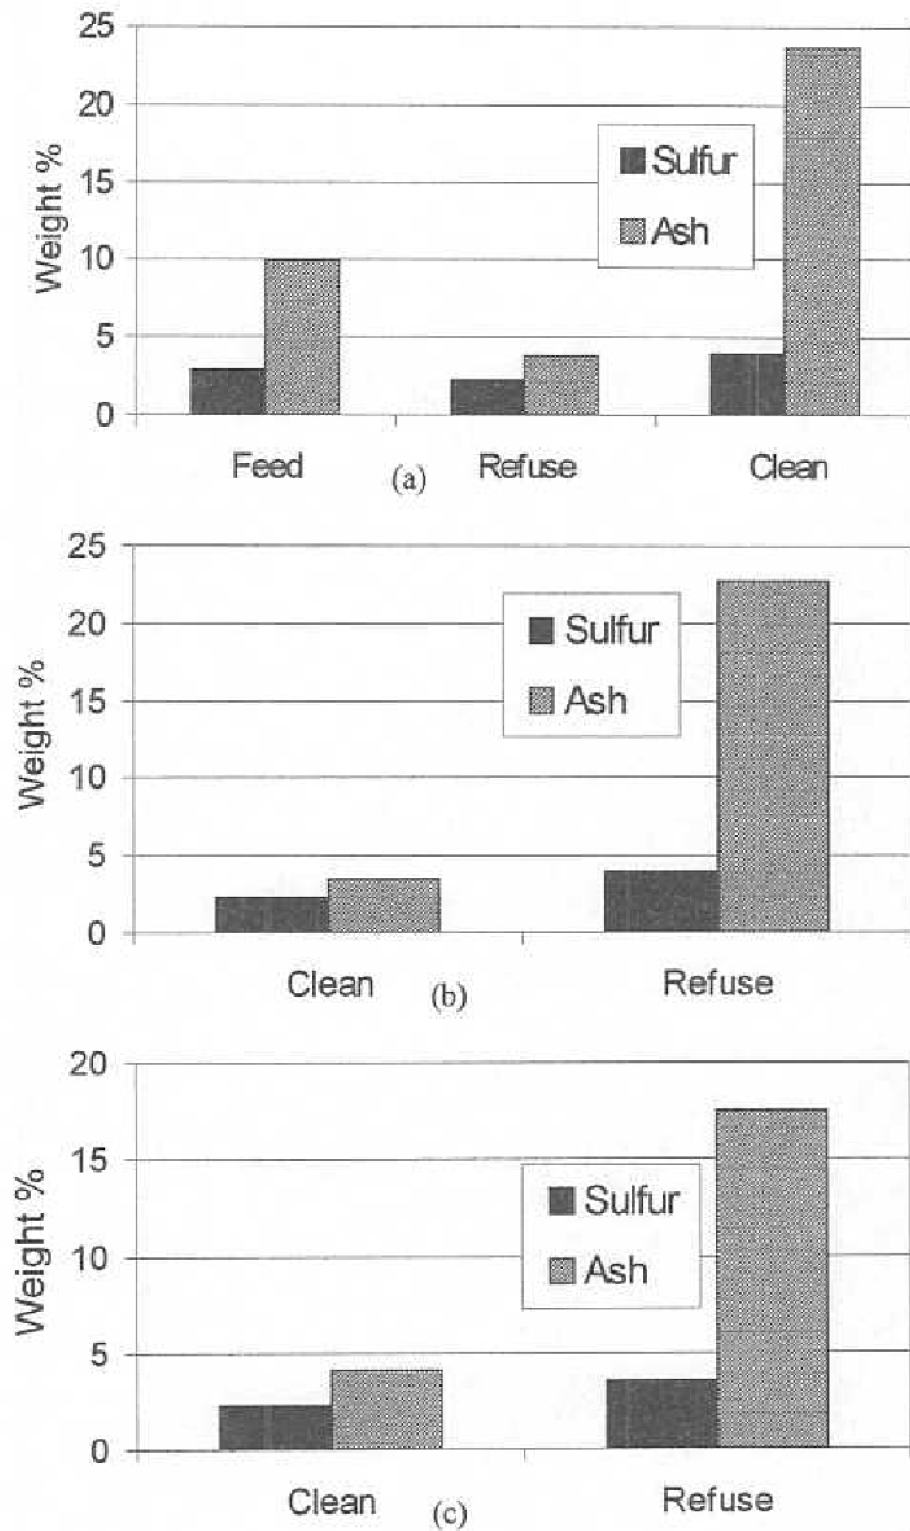 25
20
15
10
5
0
Weight %
Sulfur
Ash
Feed
Refuse
Clean
(a)
25
20
15
10
5
0
Weight %
Sulfur
Ash
Clean
Refuse
(b)
20
15
10
5
0
Weight %
Sulfur
Ash
Clean
Refuse
(c)